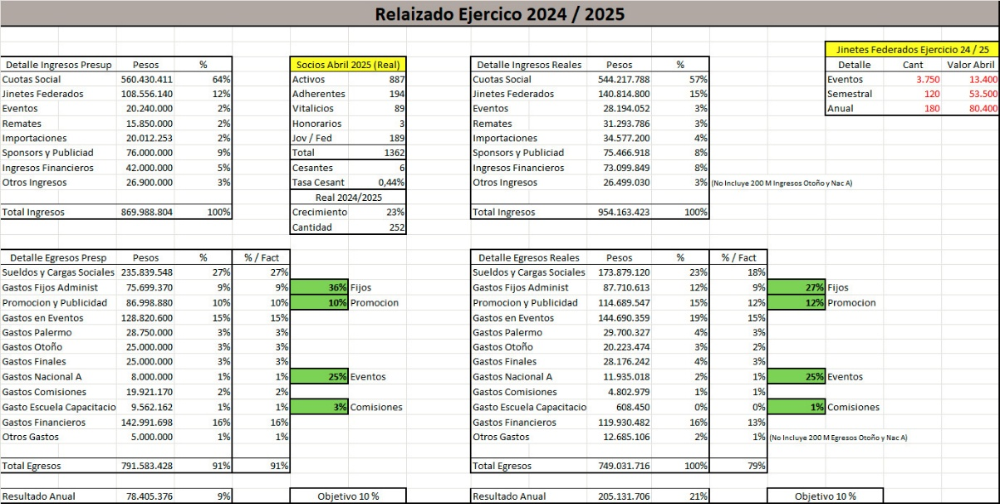 Relaizado Ejercico 2024 / 2025
Jinetes Federados Ejercicio 24 / 25
Detalle Ingresos Presup Pesos % Socios Abril 2025 (Real) Detalle Ingresos Reales Pesos % Detalle Cant Valor Abril
Cuotas Social 560.430.411 64% Activos 887 Cuotas Social 544.217.788 57% Eventos 3.750 13.400
Jinetes Federados 108.556.140 12% Adherentes 194 Jinetes Federados 140.814.800 15% Semestral 120 53.500
Eventos 20.240.000 2% Vitalicios 89 Eventos 28.194.052 3% Anual 180 80.400
Remates 15.850.000 2% Honorarios 3 Remates 31.293.786 3%
Importaciones 20.012.253 2% Jov / Fed 189 Importaciones 34.577.200 4%
Sponsors y Publiciad 76.000.000 9% Total 1362 Sponsors y Publiciad 75.466.918 8%
Ingresos Financieros 42.000.000 5% Cesantes 6 Ingresos Financieros 73.099.849 8%
Otros Ingresos 26.900.000 3% Tasa Cesant 0,44% Otros Ingresos 26.499.030 3% (No Incluye 200 M Ingresos Otoño y Nac A)
Real 2024/2025
Total Ingresos 869.988.804 100% Crecimiento 23% Total Ingresos 954.163.423 100%
Cantidad 252
Detalle Egresos Presp Pesos % % / Fact Detalle Egresos Reales Pesos % % / Fact
Sueldos y Cargas Sociales 235.839.548 27% 27% Sueldos y Cargas Sociales 173.879.120 23% 18%
Gastos Fijos Administ 75.699.370 9% 9% 36% Fijos Gastos Fijos Administ 87.710.613 12% 9% 27% Fijos
Promocion y Publicidad 86.998.880 10% 10% 10% Promocion Promocion y Publicidad 114.689.547 15% 12% 12% Promocion
Gastos en Eventos 128.820.600 15% 15% Gastos en Eventos 144.690.359 19% 15%
Gastos Palermo 28.750.000 3% 3% Gastos Palermo 29.700.327 4% 3%
Gastos Otoño 25.000.000 3% 3% Gastos Otoño 20.223.474 3% 2%
Gastos Finales 25.000.000 3% 3% Gastos Finales 28.176.242 4% 3%
Gastos Nacional A 8.000.000 1% 1% 25% Eventos Gastos Nacional A 11.935.018 2% 1% 25% Eventos
Gastos Comisiones 19.921.170 2% 2% Gastos Comisiones 4.802.979 1% 1%
Gasto Escuela Capacitacio 9.562.162 1% 1% 3% Comisiones Gasto Escuela Capacitacio 608.450 0% 0% 1% Comisiones
Gastos Financieros 142.991.698 16% 16% Gastos Financieros 119.930.482 16% 13%
Otros Gastos 5.000.000 1% 1% Otros Gastos 12.685.106 2% 1% (No Incluye 200 M Egresos Otoño y Nac A)
Total Egresos 791.583.428 91% 91% Total Egresos 749.031.716 100% 79%
Resultado Anual 78.405.376 9% Objetivo 10 % Resultado Anual 205.131.706 21% Objetivo 10 %